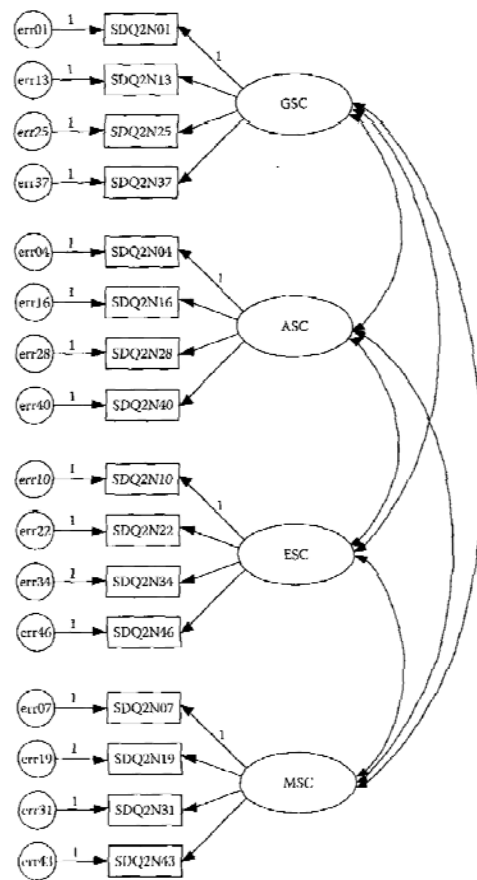 err01 1 SDQ2N01
1
err13 1 SDQ2N13
GSC
err25 1 SDQ2N25
err37 1 SDQ2N37
err04 1 SDQ2N04
1
err16 1 SDQ2N16
ASC
err28 1 SDQ2N28
err40 1 SDQ2N40
err10 1 SDQ2N10
1
err22 1 SDQ2N22
ESC
err34 1 SDQ2N34
err46 1 SDQ2N46
err07 1 SDQ2N07
1
err19 1 SDQ2N19
MSC
err31 1 SDQ2N31
err43 1 SDQ2N43